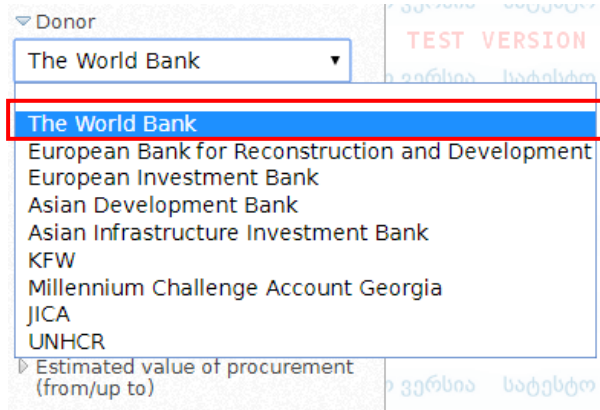 Donor
The World Bank
TEST VERSION
The World Bank
European Bank for Reconstruction and Development
European Investment Bank
Asian Development Bank
Asian Infrastructure Investment Bank
KFW
Millennium Challenge Account Georgia
JICA
UNHCR
Estimated value of procurement
(from/up to)
ვერსია სატესტო